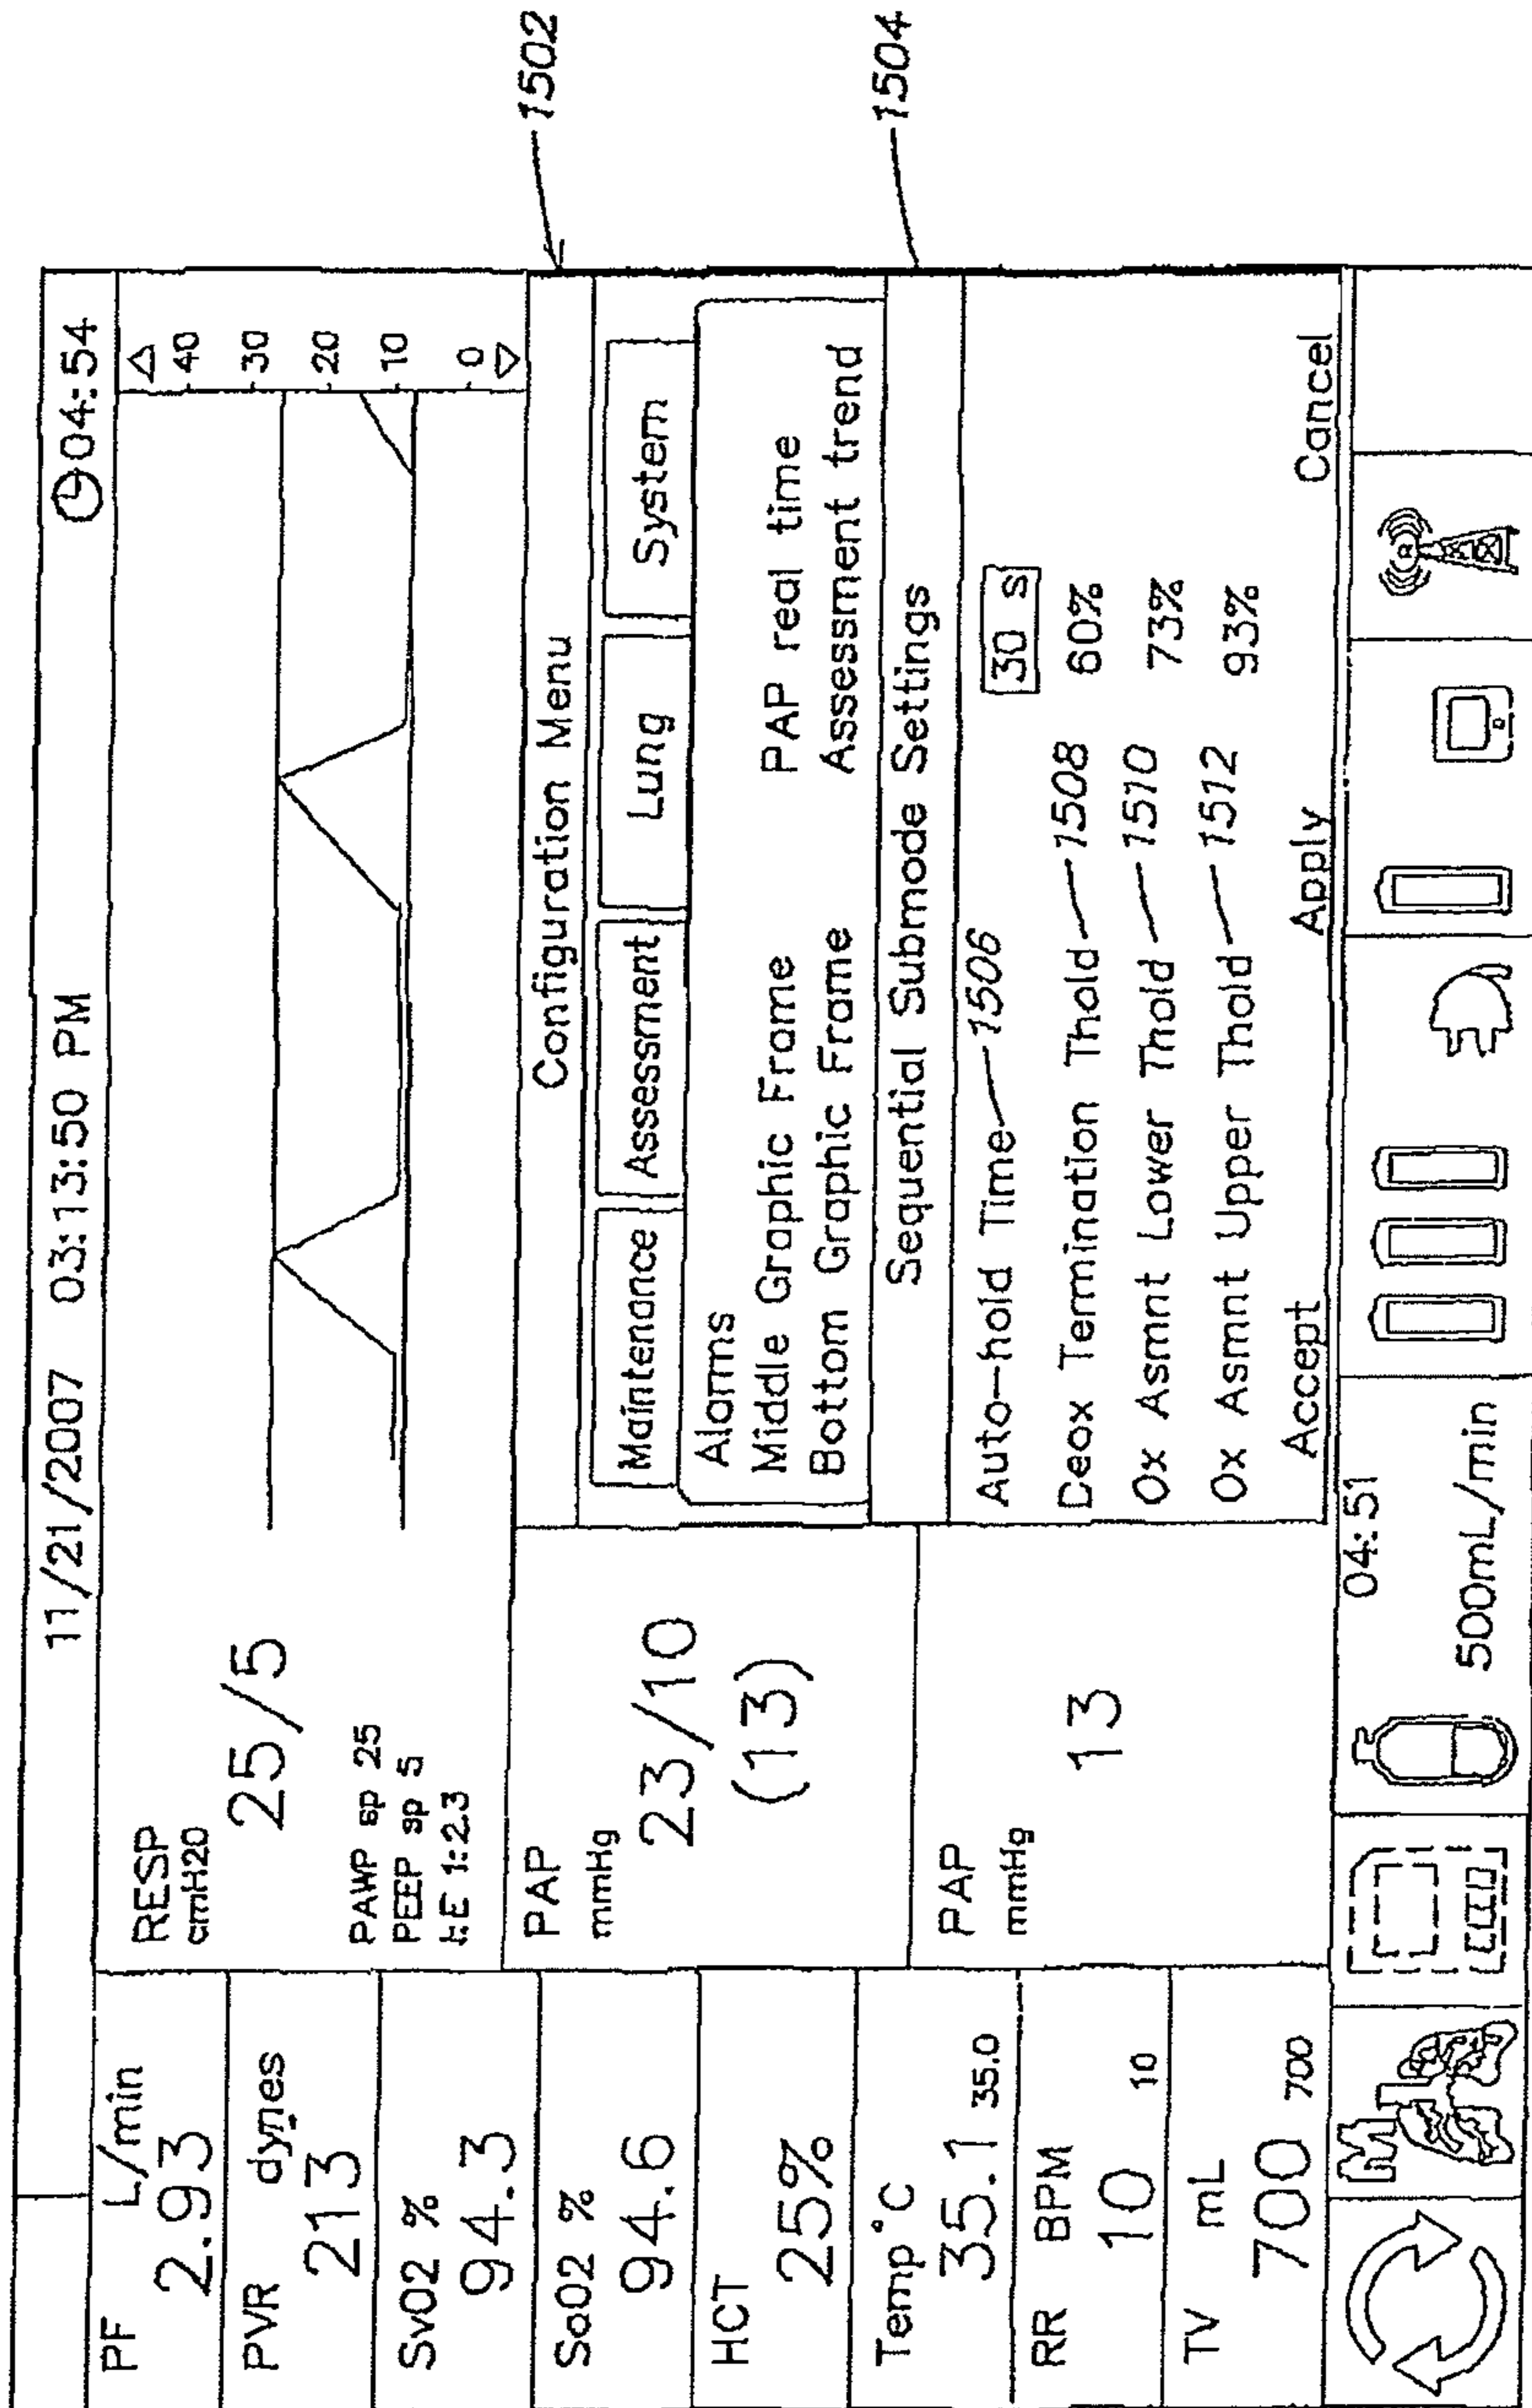 11/21/2007 03:13:50 PM
04:54
PF L/min
2.93
PVR dynes
213
SvO2 %
94.3
SaO2 %
94.6
HCT
25%
Temp°C
35.1 35.0
RR BPM
10 10
TV mL
700 700
RESP
cmH20
25/5
PAWP sp 25
PEEP sp 5
I:E 1:2.3
40
30
20
10
0
PAP
mmHg
23/10
(13)
PAP
mmHg
13
Configuration Menu
1502
Maintenance Assessment Lung System
Alarms
Middle Graphic Frame PAP real time
Bottom Graphic Frame Assessment trend
Sequential Submode Settings
1504
Auto-hold Time 1506 30 s
Deox Termination Thold 1508 60%
Ox Asmnt Lower Thold 1510 73%
Ox Asmnt Upper Thold 1512 93%
Accept Apply Cancel
M
04:51
500mL/min